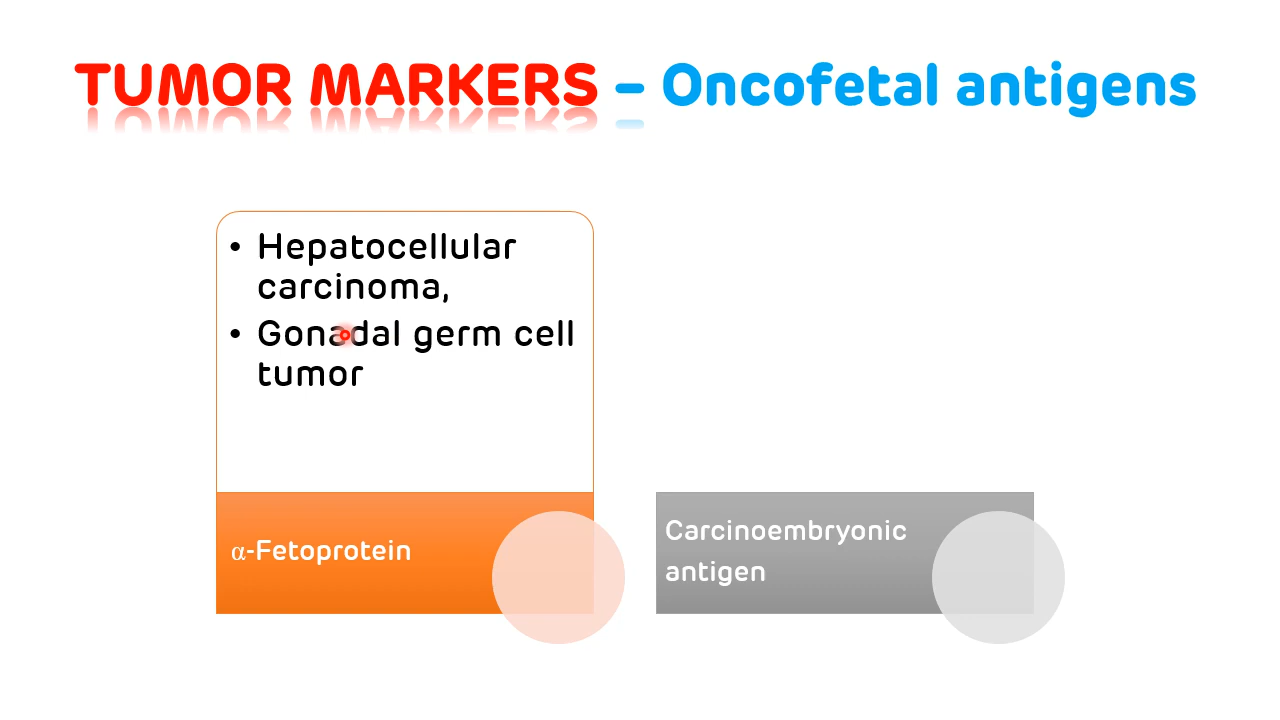 TUMOR MARKERS – Oncofetal antigens
• Hepatocellular
carcinoma,
• Gonadal germ cell
tumor
α-Fetoprotein
Carcinoembryonic
antigen